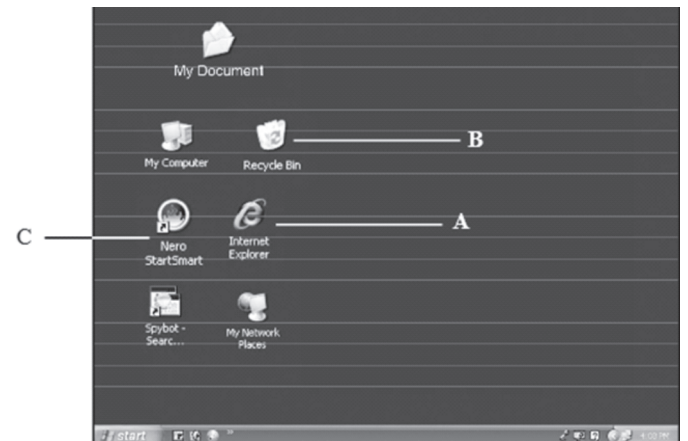 My Document
My Computer
Recycle Bin
B
C
Nero
StartSmart
Internet
Explorer
A
Spybot -
Searc...
My Network
Places
start